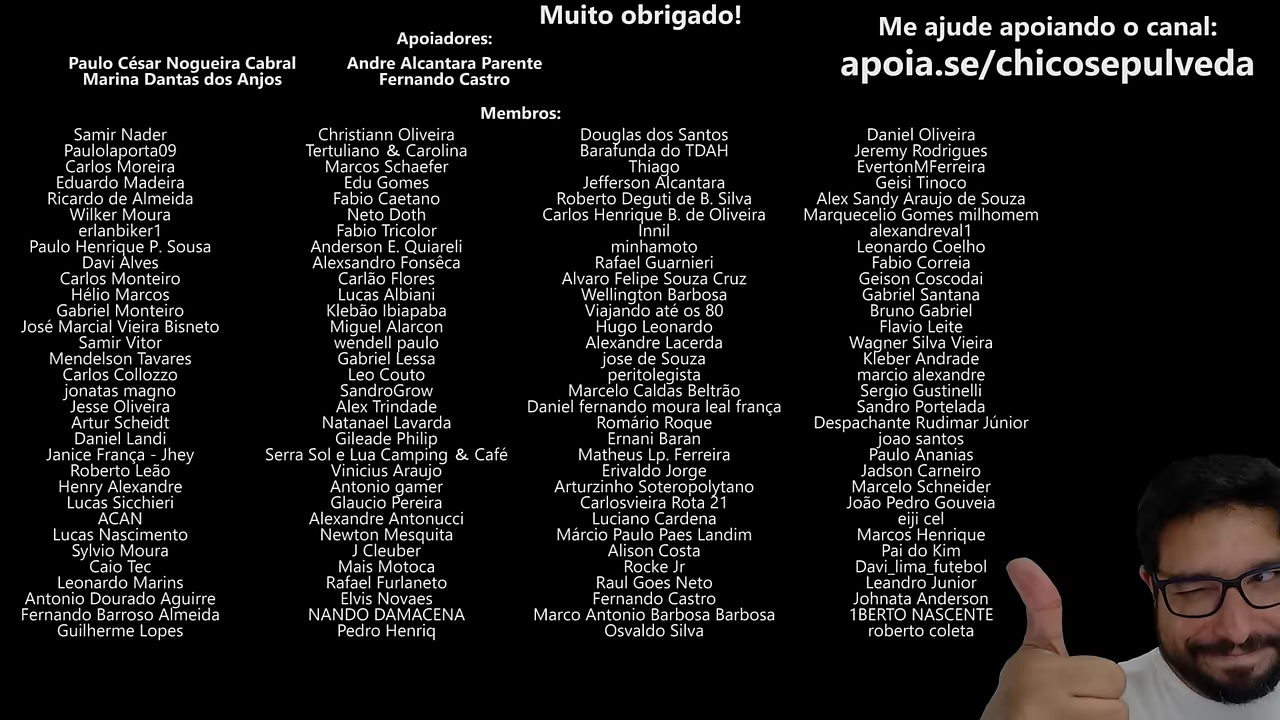 Muito obrigado!
Me ajude apoiando o canal:
apoia.se/chicosepulveda
Apoiadores:
Paulo César Nogueira Cabral
Marina Dantas dos Anjos
Andre Alcantara Parente
Fernando Castro
Membros:
Samir Nader
Paulolaporta09
Carlos Moreira
Eduardo Madeira
Ricardo de Almeida
Wilker Moura
erlanbiker1
Paulo Henrique P. Sousa
Davi Alves
Carlos Monteiro
Hélio Marcos
Gabriel Monteiro
José Marcial Vieira Bisneto
Samir Vitor
Mendelson Tavares
Carlos Collozzo
jonatas magno
Jesse Oliveira
Artur Scheidt
Daniel Landi
Janice França - Jhey
Roberto Leão
Henry Alexandre
Lucas Sicchieri
ACAN
Lucas Nascimento
Sylvio Moura
Caio Tec
Leonardo Marins
Antonio Dourado Aguirre
Fernando Barroso Almeida
Guilherme Lopes
Christiann Oliveira
Tertuliano & Carolina
Marcos Schaefer
Edu Gomes
Fabio Caetano
Neto Doth
Fabio Tricolor
Anderson E. Quiareli
Alexsandro Fonsêca
Carlão Flores
Lucas Albiani
Klebão Ibiapaba
Miguel Alarcon
wendell paulo
Gabriel Lessa
Leo Couto
SandroGrow
Alex Trindade
Natanael Lavarda
Gileade Philip
Serra Sol e Lua Camping & Café
Vinicius Araujo
Antonio gamer
Glaucio Pereira
Alexandre Antonucci
Newton Mesquita
J Cleuber
Mais Motoca
Rafael Furlaneto
Elvis Novaes
NANDO DAMACENA
Pedro Henriq
Douglas dos Santos
Barafunda do TDAH
Thiago
Jefferson Alcantara
Roberto Deguti de B. Silva
Carlos Henrique B. de Oliveira
Innil
minhamoto
Rafael Guarnieri
Alvaro Felipe Souza Cruz
Wellington Barbosa
Viajando até os 80
Hugo Leonardo
Alexandre Lacerda
jose de Souza
peritolegista
Marcelo Caldas Beltrão
Daniel fernando moura leal frança
Romário Roque
Ernani Baran
Matheus Lp. Ferreira
Erivaldo Jorge
Arturzinho Soteropolytano
Carlosvieira Rota 21
Luciano Cardena
Márcio Paulo Paes Landim
Alison Costa
Rocke Jr
Raul Goes Neto
Fernando Castro
Marco Antonio Barbosa Barbosa
Osvaldo Silva
Daniel Oliveira
Jeremy Rodrigues
EvertonMFerreira
Geisi Tinoco
Alex Sandy Araujo de Souza
Marquecelio Gomes milhomem
alexandreval1
Leonardo Coelho
Fabio Correia
Geison Coscodai
Gabriel Santana
Bruno Gabriel
Flavio Leite
Wagner Silva Vieira
Kleber Andrade
marcio alexandre
Sergio Gustinelli
Sandro Portelada
Despachante Rudimar Júnior
joao santos
Paulo Ananias
Jadson Carneiro
Marcelo Schneider
João Pedro Gouveia
eiji cel
Marcos Henrique
Pai do Kim
Davi_lima_futebol
Leandro Junior
Johnata Anderson
1BERTO NASCENTE
roberto coleta